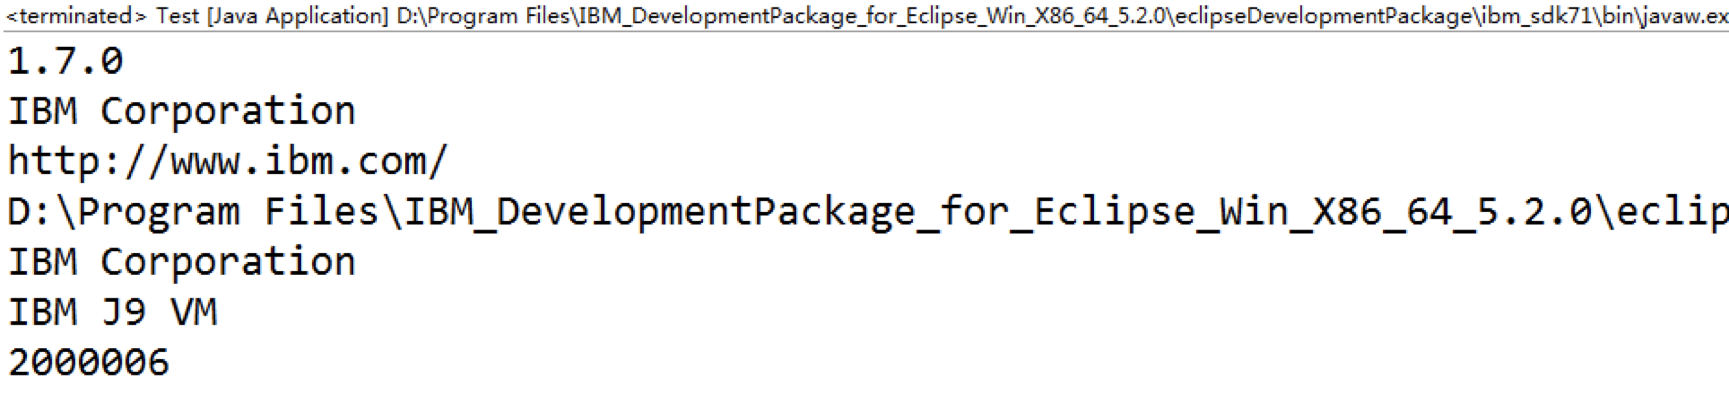 <terminated> Test [Java Application] D:\Program Files\IBM_DevelopmentPackage_for_Eclipse_Win_X86_64_5.2.0\eclipseDevelopmentPackage\ibm_sdk71\bin\javaw.ex
1.7.0
IBM Corporation
http://www.ibm.com/
D:\Program Files\IBM_DevelopmentPackage_for_Eclipse_Win_X86_64_5.2.0\eclip
IBM Corporation
IBM J9 VM
2000006